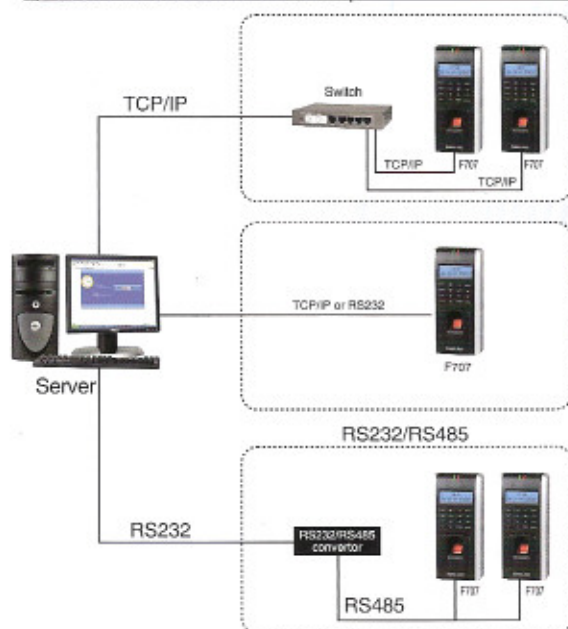 TCP/IP
Switch
TCP/IP
F707
TCP/IP
F707
TCP/IP or RS232
F707
Server
RS232/RS485
RS232
RS232/RS485
convertor
F707
F707
RS485